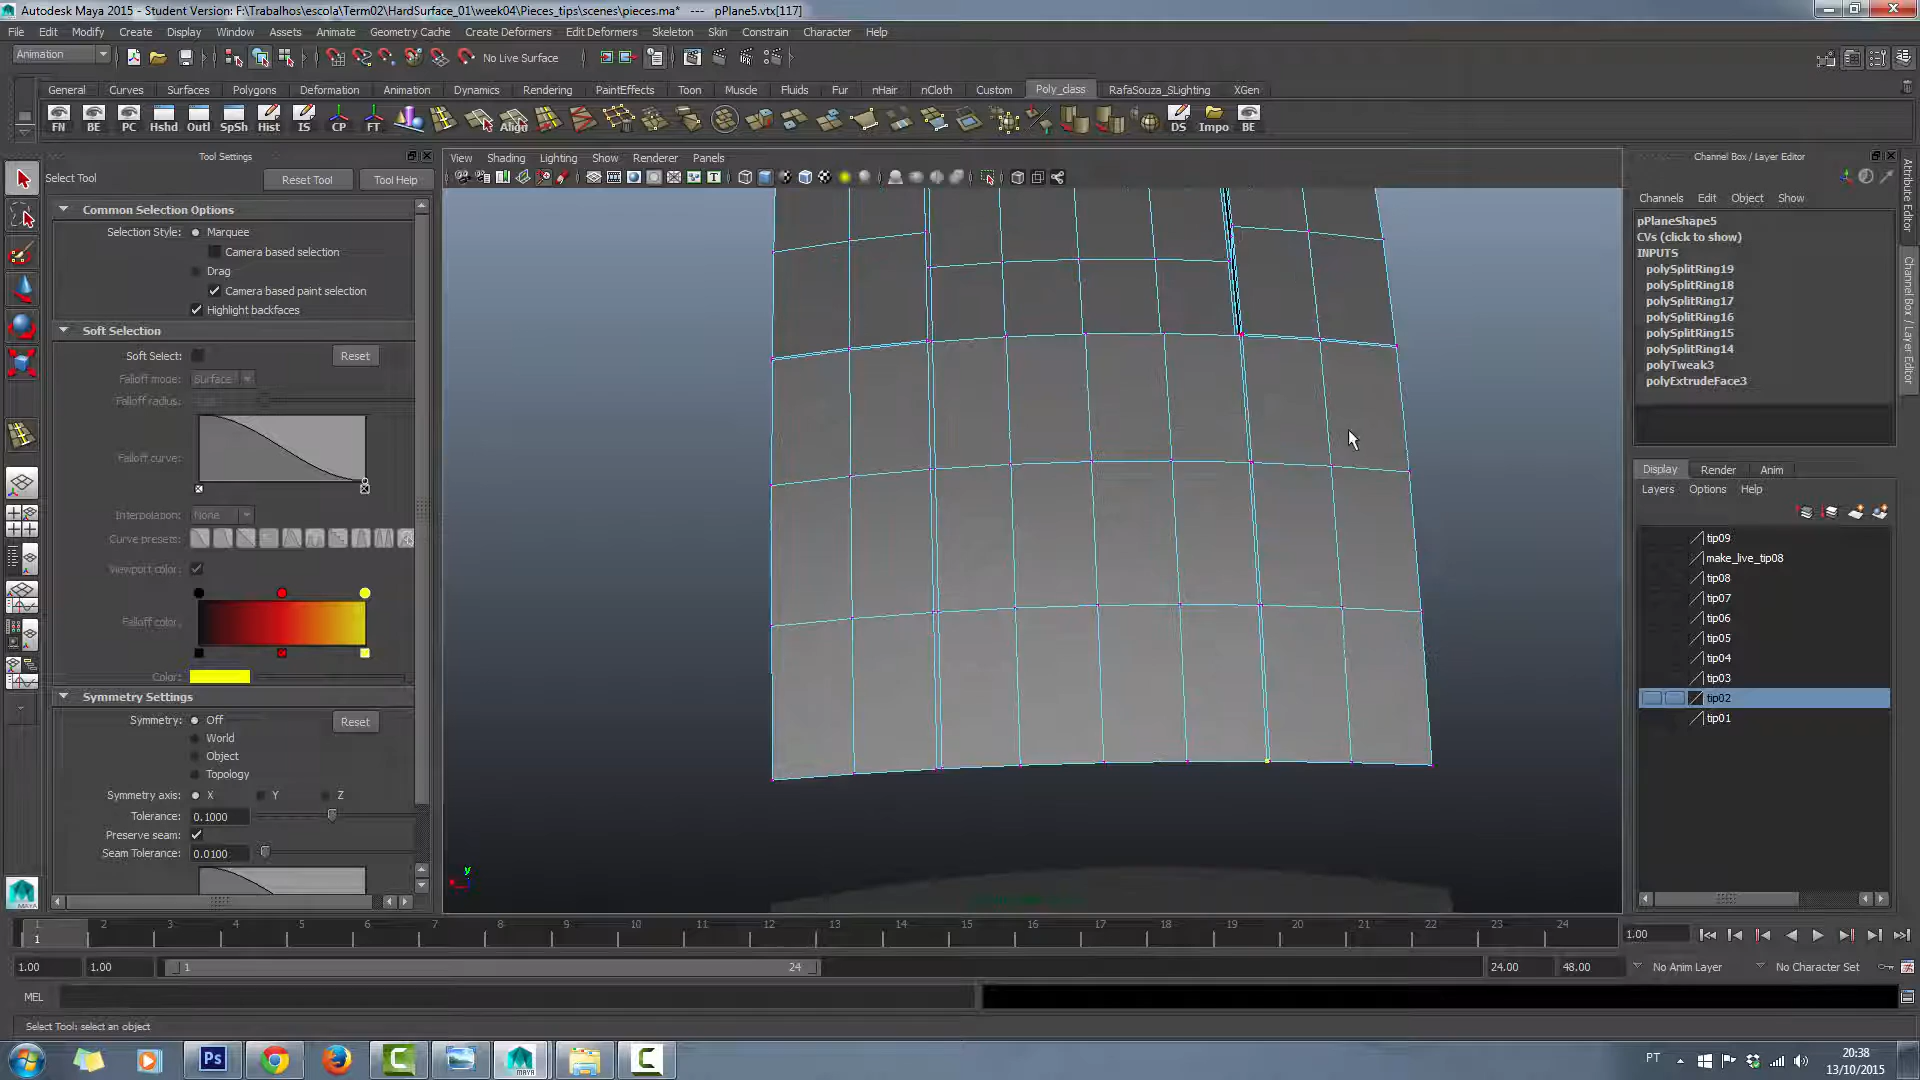 Autodesk Maya 2015 - Student Version: F:\Trabalhos\escola\Term02\HardSurface_01\week04\Pieces_tips\scenes\pieces.ma*   ---   pPlane5.vtx[117]
File Edit Modify Create Display Window Assets Animate Geometry Cache Create Deformers Edit Deformers Skeleton Skin Constrain Character Help
Animation No Live Surface
General Curves Surfaces Polygons Deformation Animation Dynamics Rendering PaintEffects Toon Muscle Fluids Fur nHair nCloth Custom Poly_class RafaSouza_SLighting XGen
FN BE PC Hshd Outl SpSh Hist IS CP FT Align DS Impo BE
Tool Settings
Select Tool Reset Tool Tool Help
Common Selection Options
Selection Style: Marquee
Camera based selection
Drag
Camera based paint selection
Highlight backfaces
Soft Selection
Soft Select: Reset
Falloff mode: Surface
Falloff radius:
Falloff curve:
Interpolation: None
Curve presets:
Viewport color:
Falloff color:
Color:
Symmetry Settings
Symmetry: Off Reset
World
Object
Topology
Symmetry axis: X Y Z
Tolerance: 0.1000
Preserve seam:
Seam Tolerance: 0.0100
View Shading Lighting Show Renderer Panels
y
Channel Box / Layer Editor
Channels Edit Object Show
pPlaneShape5
CVs (click to show)
INPUTS
polySplitRing19
polySplitRing18
polySplitRing17
polySplitRing16
polySplitRing15
polySplitRing14
polyTweak3
polyExtrudeFace3
Display Render Anim
Layers Options Help
tip09
make_live_tip08
tip08
tip07
tip06
tip05
tip04
tip03
tip02
tip01
Attribute Editor
Channel Box / Layer Editor
1 2 3 4 5 6 7 8 9 10 11 12 13 14 15 16 17 18 19 20 21 22 23 24
1 1.00
1.00 1.00 1 24 24.00 48.00 No Anim Layer No Character Set
MEL
Select Tool: select an object
Ps MAYA PT 20:38
13/10/2015